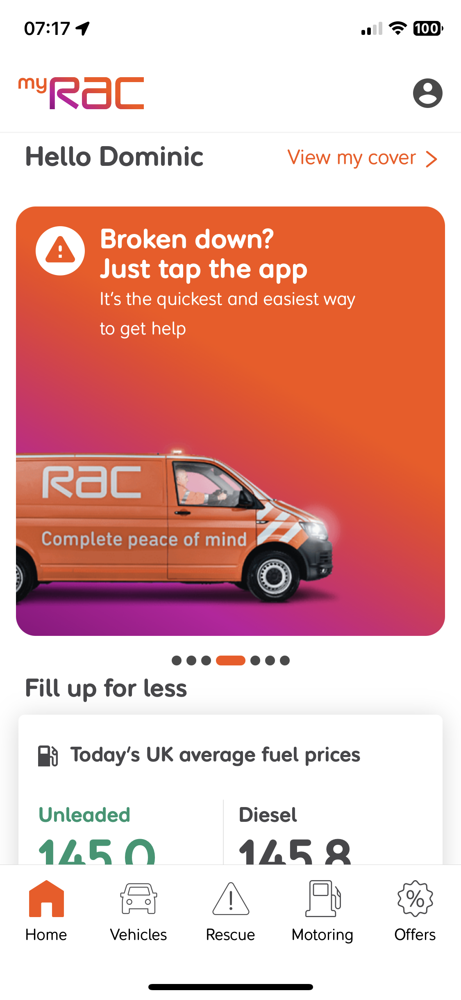 07:17
100
myRAC
Hello Dominic
View my cover
Broken down?
Just tap the app
It's the quickest and easiest way
to get help
RAC
Complete peace of mind
Fill up for less
Today's UK average fuel prices
Unleaded
Diesel
145.0
145.8
Home
Vehicles
Rescue
Motoring
Offers